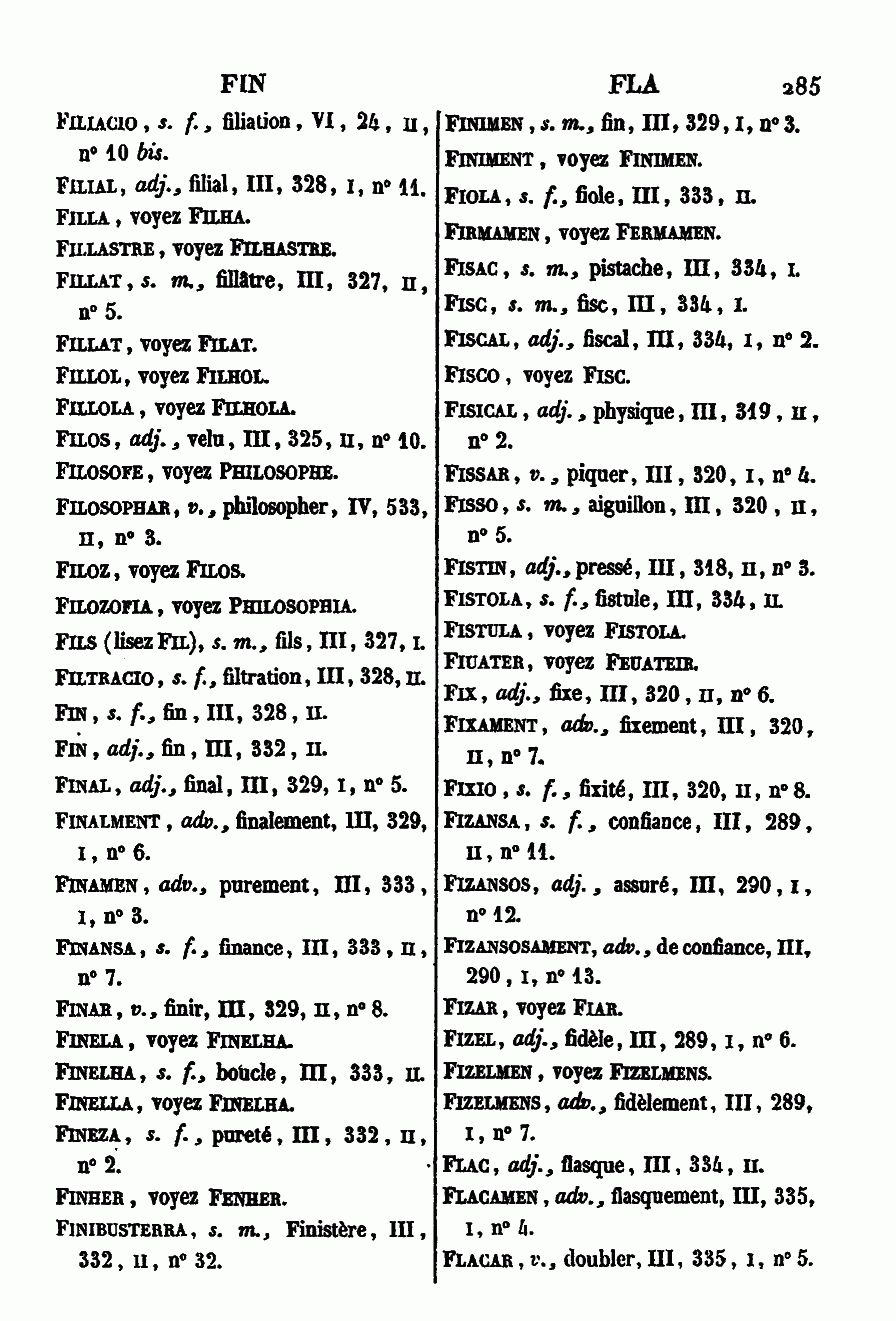 FIN
FLA 285
FILIACIO, s. f., filiation, VI, 24, II,
n° 10 bis.
FILIAL, adj., filial, III, 328, I, n° 11.
FILLA, voyez FILHA.
FILLASTRE, voyez FILHASTRE.
FILLAT, s. m., fillâtre, III, 327, II,
n° 5.
FILLAT, voyez FILAT.
FILLOL, voyez FILHOL.
FILLOLA, voyez FILHOLA.
FILOS, adj., velu, III, 325, II, n° 10.
FILOSOFE, voyez PHILOSOPHE.
FILOSOPHAR, v., philosopher, IV, 533,
II, n° 3.
FILOZ, voyez FILOS.
FILOZOFIA, voyez PHILOSOPHIA.
FILS (lisez FIL), s. m., fils, III, 327, I.
FILTRACIO, s. f., filtration, III, 328, II.
FIN, s. f., fin, III, 328, II.
FIN, adj., fin, III, 332, II.
FINAL, adj., final, III, 329, I, n° 5.
FINALMENT, adv., finalement, III, 329,
I, n° 6.
FINAMEN, adv., purement, III, 333,
I, n° 3.
FINANSA, s. f., finance, III, 333, II,
n° 7.
FINAR, v., finir, III, 329, II, n° 8.
FINELA, voyez FINELHA.
FINELHA, s. f., boucle, III, 333, II.
FINELLA, voyez FINELHA.
FINEZA, s. f., pureté, III, 332, II,
n° 2.
FINHER, voyez FENHER.
FINIBUSTERRA, s. m., Finistère, III,
332, II, n° 32.
FINIMEN, s. m., fin, III, 329, I, n° 3.
FINIMENT, voyez FINIMEN.
FIOLA, s. f., fiole, III, 333, II.
FIRMAMEN, voyez FERMAMEN.
FISAC, s. m., pistache, III, 334, I.
FISC, s. m., fisc, III, 334, I.
FISCAL, adj., fiscal, III, 334, I, n° 2.
FISCO, voyez FISC.
FISICAL, adj., physique, III, 319, II,
n° 2.
FISSAR, v., piquer, III, 320, I, n° 4.
FISSO, s. m., aiguillon, III, 320, II,
n° 5.
FISTIN, adj., pressé, III, 318, II, n° 3.
FISTOLA, s. f., fistule, III, 334, II.
FISTULA, voyez FISTOLA.
FIUATER, voyez FEUATEIR.
FIX, adj., fixe, III, 320, II, n° 6.
FIXAMENT, adv., fixement, III, 320,
II, n° 7.
FIXIO, s. f., fixité, III, 320, II, n° 8.
FIZANSA, s. f., confiance, III, 289,
II, n° 11.
FIZANSOS, adj., assuré, III, 290, I,
n° 12.
FIZANSOSAMENT, adv., de confiance, III,
290, I, n° 13.
FIZAR, voyez FIAR.
FIZEL, adj., fidèle, III, 289, I, n° 6.
FIZELMEN, voyez FIZELMENS.
FIZELMENS, adv., fidèlement, III, 289,
I, n° 7.
FLAC, adj., flasque, III, 334, II.
FLACAMEN, adv., flasquement, III, 335,
I, n° 4.
FLACAR, v., doubler, III, 335, I, n° 5.